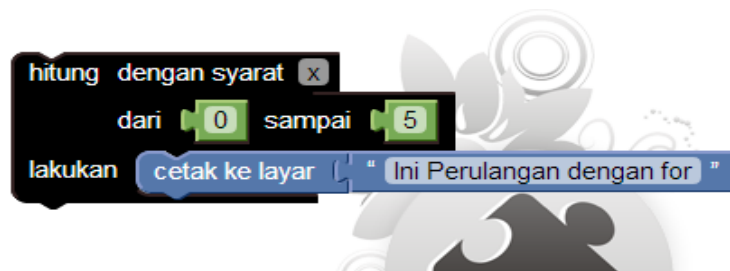 hitung dengan syarat x
dari 0 sampai 5
lakukan cetak ke layar “ Ini Perulangan dengan for ”